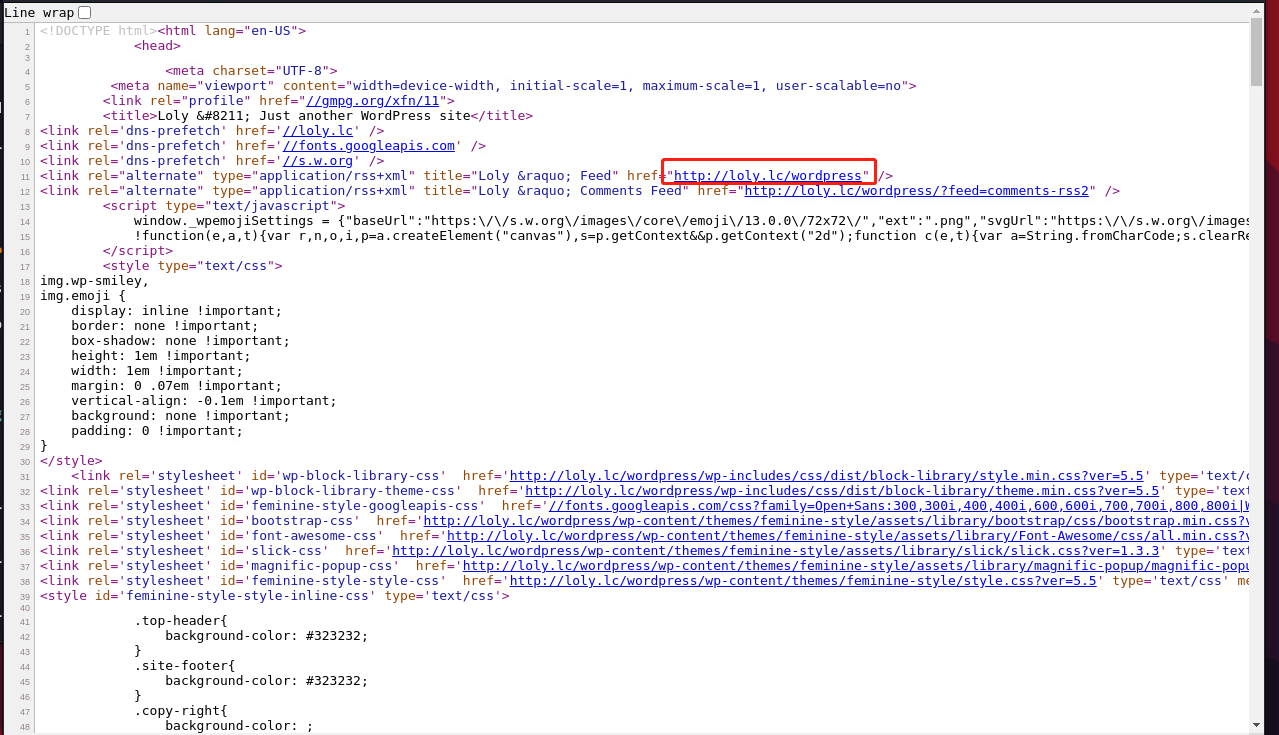 Line wrap
1 <!DOCTYPE html><html lang="en-US">
2 <head>
3
4 <meta charset="UTF-8">
5 <meta name="viewport" content="width=device-width, initial-scale=1, maximum-scale=1, user-scalable=no">
6 <link rel="profile" href="//gmpg.org/xfn/11">
7 <title>Loly &#8211; Just another WordPress site</title>
8 <link rel='dns-prefetch' href='//loly.lc' />
9 <link rel='dns-prefetch' href='//fonts.googleapis.com' />
10 <link rel='dns-prefetch' href='//s.w.org' />
11 <link rel="alternate" type="application/rss+xml" title="Loly &raquo; Feed" href="http://loly.lc/wordpress" />
12 <link rel="alternate" type="application/rss+xml" title="Loly &raquo; Comments Feed" href="http://loly.lc/wordpress/?feed=comments-rss2" />
13 <script type="text/javascript">
14 window._wpemojiSettings = {"baseUrl":"https:\/\/s.w.org\/images\/core\/emoji\/13.0.0\/72x72\/","ext":".png","svgUrl":"https:\/\/s.w.org\/images
15 !function(e,a,t){var r,n,o,i,p=a.createElement("canvas"),s=p.getContext&&p.getContext("2d");function c(e,t){var a=String.fromCharCode;s.clearRe
16 </script>
17 <style type="text/css">
18 img.wp-smiley,
19 img.emoji {
20 display: inline !important;
21 border: none !important;
22 box-shadow: none !important;
23 height: 1em !important;
24 width: 1em !important;
25 margin: 0 .07em !important;
26 vertical-align: -0.1em !important;
27 background: none !important;
28 padding: 0 !important;
29 }
30 </style>
31 <link rel='stylesheet' id='wp-block-library-css'  href='http://loly.lc/wordpress/wp-includes/css/dist/block-library/style.min.css?ver=5.5' type='text/c
32 <link rel='stylesheet' id='wp-block-library-theme-css'  href='http://loly.lc/wordpress/wp-includes/css/dist/block-library/theme.min.css?ver=5.5' type='text
33 <link rel='stylesheet' id='feminine-style-googleapis-css'  href='//fonts.googleapis.com/css?family=Open+Sans:300,300i,400,400i,600,600i,700,700i,800,800i|
34 <link rel='stylesheet' id='bootstrap-css'  href='http://loly.lc/wordpress/wp-content/themes/feminine-style/assets/library/bootstrap/css/bootstrap.min.css?v
35 <link rel='stylesheet' id='font-awesome-css'  href='http://loly.lc/wordpress/wp-content/themes/feminine-style/assets/library/Font-Awesome/css/all.min.css?v
36 <link rel='stylesheet' id='slick-css'  href='http://loly.lc/wordpress/wp-content/themes/feminine-style/assets/library/slick/slick.css?ver=1.3.3' type='text
37 <link rel='stylesheet' id='magnific-popup-css'  href='http://loly.lc/wordpress/wp-content/themes/feminine-style/assets/library/magnific-popup/magnific-popu
38 <link rel='stylesheet' id='feminine-style-style-css'  href='http://loly.lc/wordpress/wp-content/themes/feminine-style/style.css?ver=5.5' type='text/css' me
39 <style id='feminine-style-style-inline-css' type='text/css'>
40
41 .top-header{
42 background-color: #323232;
43 }
44 .site-footer{
45 background-color: #323232;
46 }
47 .copy-right{
48 background-color: ;